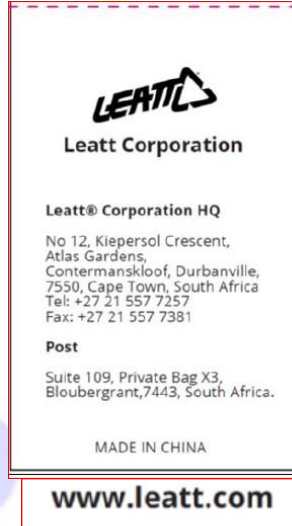 LEATT
Leatt Corporation
Leatt® Corporation HQ
No 12, Kiepersol Crescent,
Atlas Gardens,
Contermanskloof, Durbanville,
7550, Cape Town, South Africa
Tel: +27 21 557 7257
Fax: +27 21 557 7381
Post
Suite 109, Private Bag X3,
Bloubergrant,7443, South Africa.
MADE IN CHINA
www.leatt.com